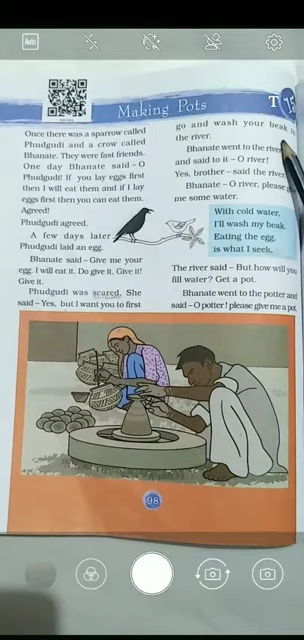 Auto
Making Pots
T 15
Once there was a sparrow called
Phudgudi and a crow called
Bhanate. They were fast friends.
One day Bhanate said – O
Phudgudi! If you lay eggs first
then I will eat them and if I lay
eggs first then you can eat them.
Agreed!
Phudgudi agreed.
A few days later
Phudgudi laid an egg.
Bhanate said – Give me your
egg. I will eat it. Do give it. Give it!
Give it.
Phudgudi was scared. She
said – Yes, but I want you to first
go and wash your beak in
the river.
Bhanate went to the river
and said to it – O river!
Yes, brother – said the river.
Bhanate – O river, please
me some water.
With cold water,
I'll wash my beak.
Eating the egg,
is what I seek.
The river said – But how will you
fill water? Get a pot.
Bhanate went to the potter and
said – O potter! please give me a pot.
98